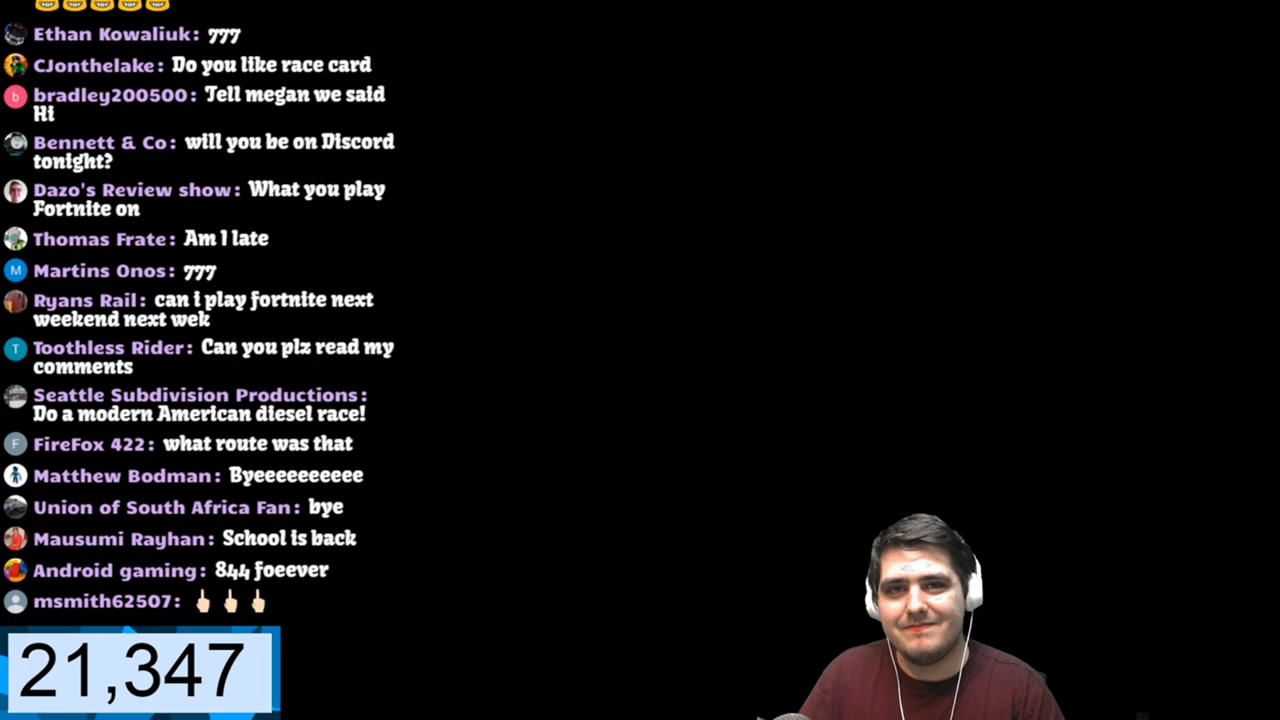 Ethan Kowaliuk: 777
CJonthelake: Do you like race card
b
bradley200500: Tell megan we said
Hi
Bennett & Co: will you be on Discord
tonight?
Dazo's Review show: What you play
Fortnite on
Thomas Frate: Am I late
M
Martins Onos: 777
Ryans Rail: can i play fortnite next
weekend next wek
T
Toothless Rider: Can you plz read my
comments
Seattle Subdivision Productions:
Do a modern American diesel race!
F
FireFox 422: what route was that
Matthew Bodman: Byeeeeeeeeee
Union of South Africa Fan: bye
Mausumi Rayhan: School is back
Android gaming: 844 foeever
msmith62507: 🖕🏻🖕🏻🖕🏻
21,347